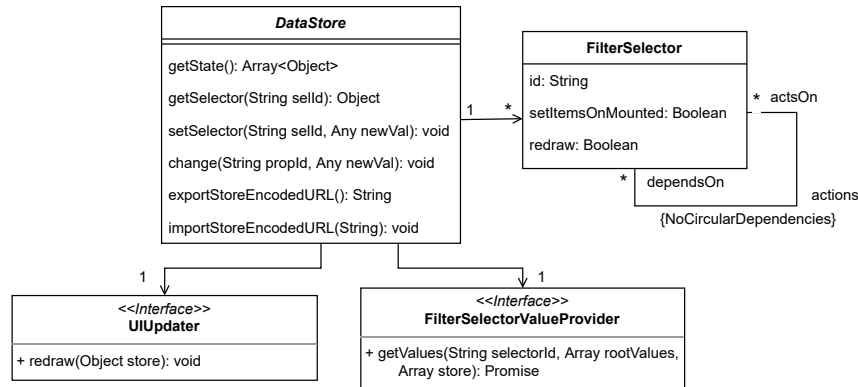 DataStore
getState(): Array<Object>
getSelector(String selId): Object
setSelector(String selId, Any newVal): void
change(String propId, Any newVal): void
exportStoreEncodedURL(): String
importStoreEncodedURL(String): void
1
*
FilterSelector
id: String
setItemsOnMounted: Boolean
redraw: Boolean
* actsOn
*
dependsOn
actions
{NoCircularDependencies}
1
1
<<Interface>>
UIUpdater
+ redraw(Object store): void
<<Interface>>
FilterSelectorValueProvider
+ getValues(String selectorId, Array rootValues,
Array store): Promise